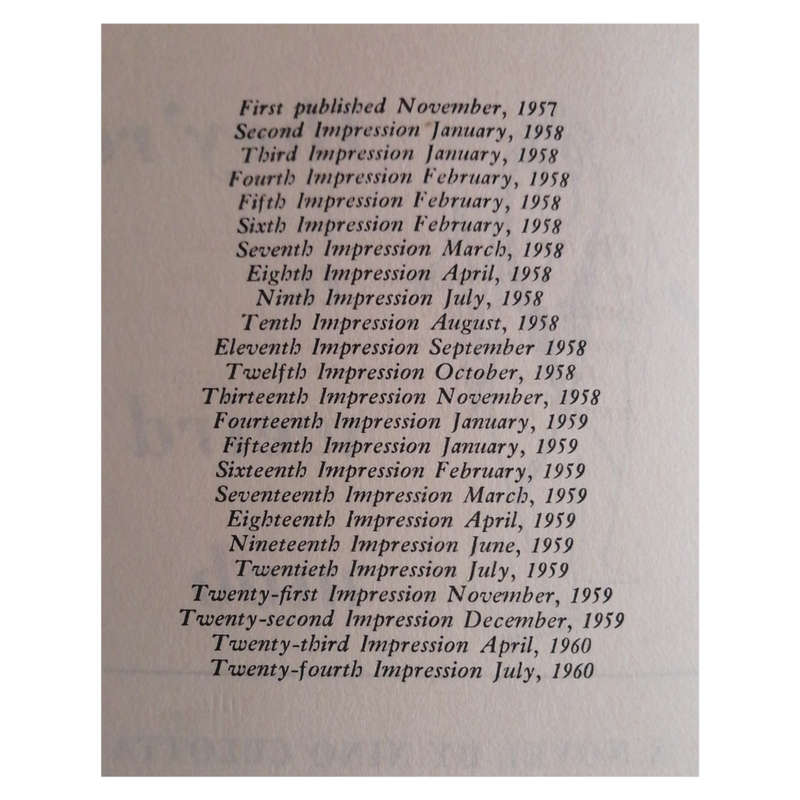 First published November, 1957
Second Impression January, 1958
Third Impression January, 1958
Fourth Impression February, 1958
Fifth Impression February, 1958
Sixth Impression February, 1958
Seventh Impression March, 1958
Eighth Impression April, 1958
Ninth Impression July, 1958
Tenth Impression August, 1958
Eleventh Impression September 1958
Twelfth Impression October, 1958
Thirteenth Impression November, 1958
Fourteenth Impression January, 1959
Fifteenth Impression January, 1959
Sixteenth Impression February, 1959
Seventeenth Impression March, 1959
Eighteenth Impression April, 1959
Nineteenth Impression June, 1959
Twentieth Impression July, 1959
Twenty-first Impression November, 1959
Twenty-second Impression December, 1959
Twenty-third Impression April, 1960
Twenty-fourth Impression July, 1960